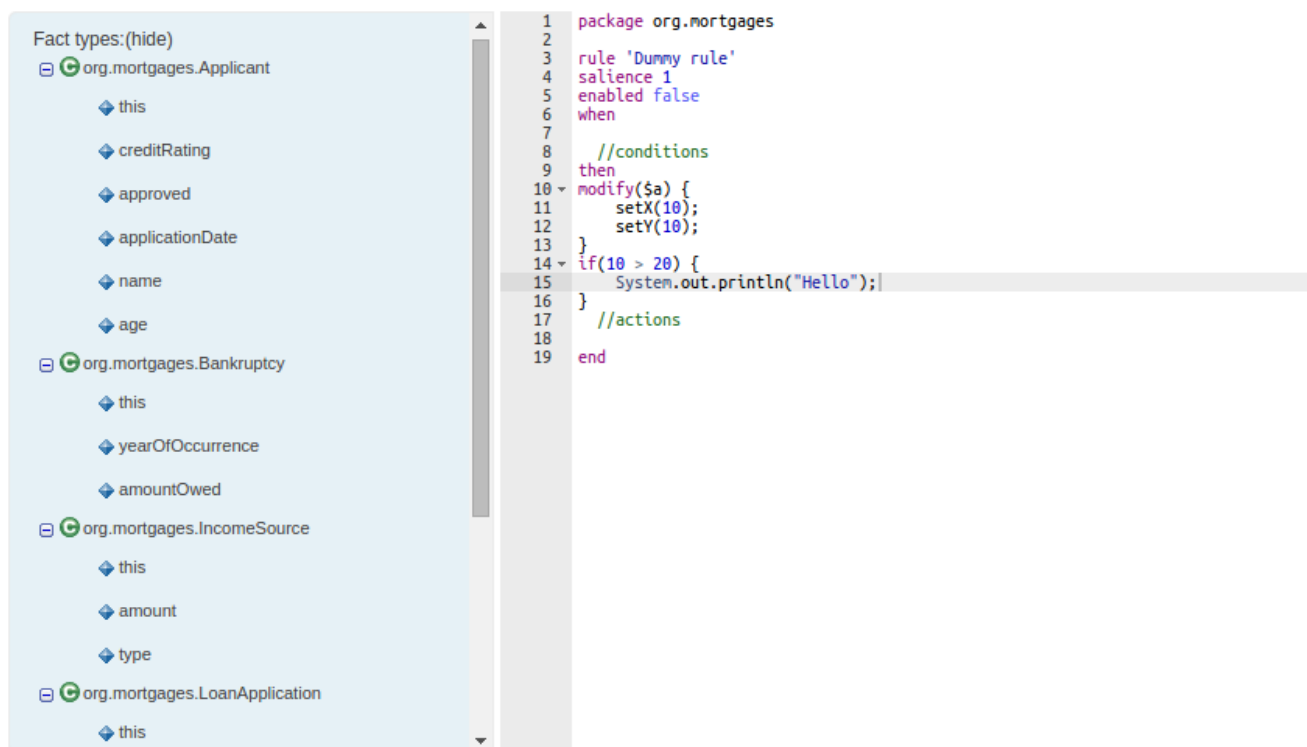 Fact types:(hide)
org.mortgages.Applicant
this
creditRating
approved
applicationDate
name
age
org.mortgages.Bankruptcy
this
yearOfOccurrence
amountOwed
org.mortgages.IncomeSource
this
amount
type
org.mortgages.LoanApplication
this
1 package org.mortgages
2
3 rule 'Dummy rule'
4 salience 1
5 enabled false
6 when
7
8 //conditions
9 then
10 modify($a) {
11 setX(10);
12 setY(10);
13 }
14 if(10 > 20) {
15 System.out.println("Hello");
16 }
17 //actions
18
19 end